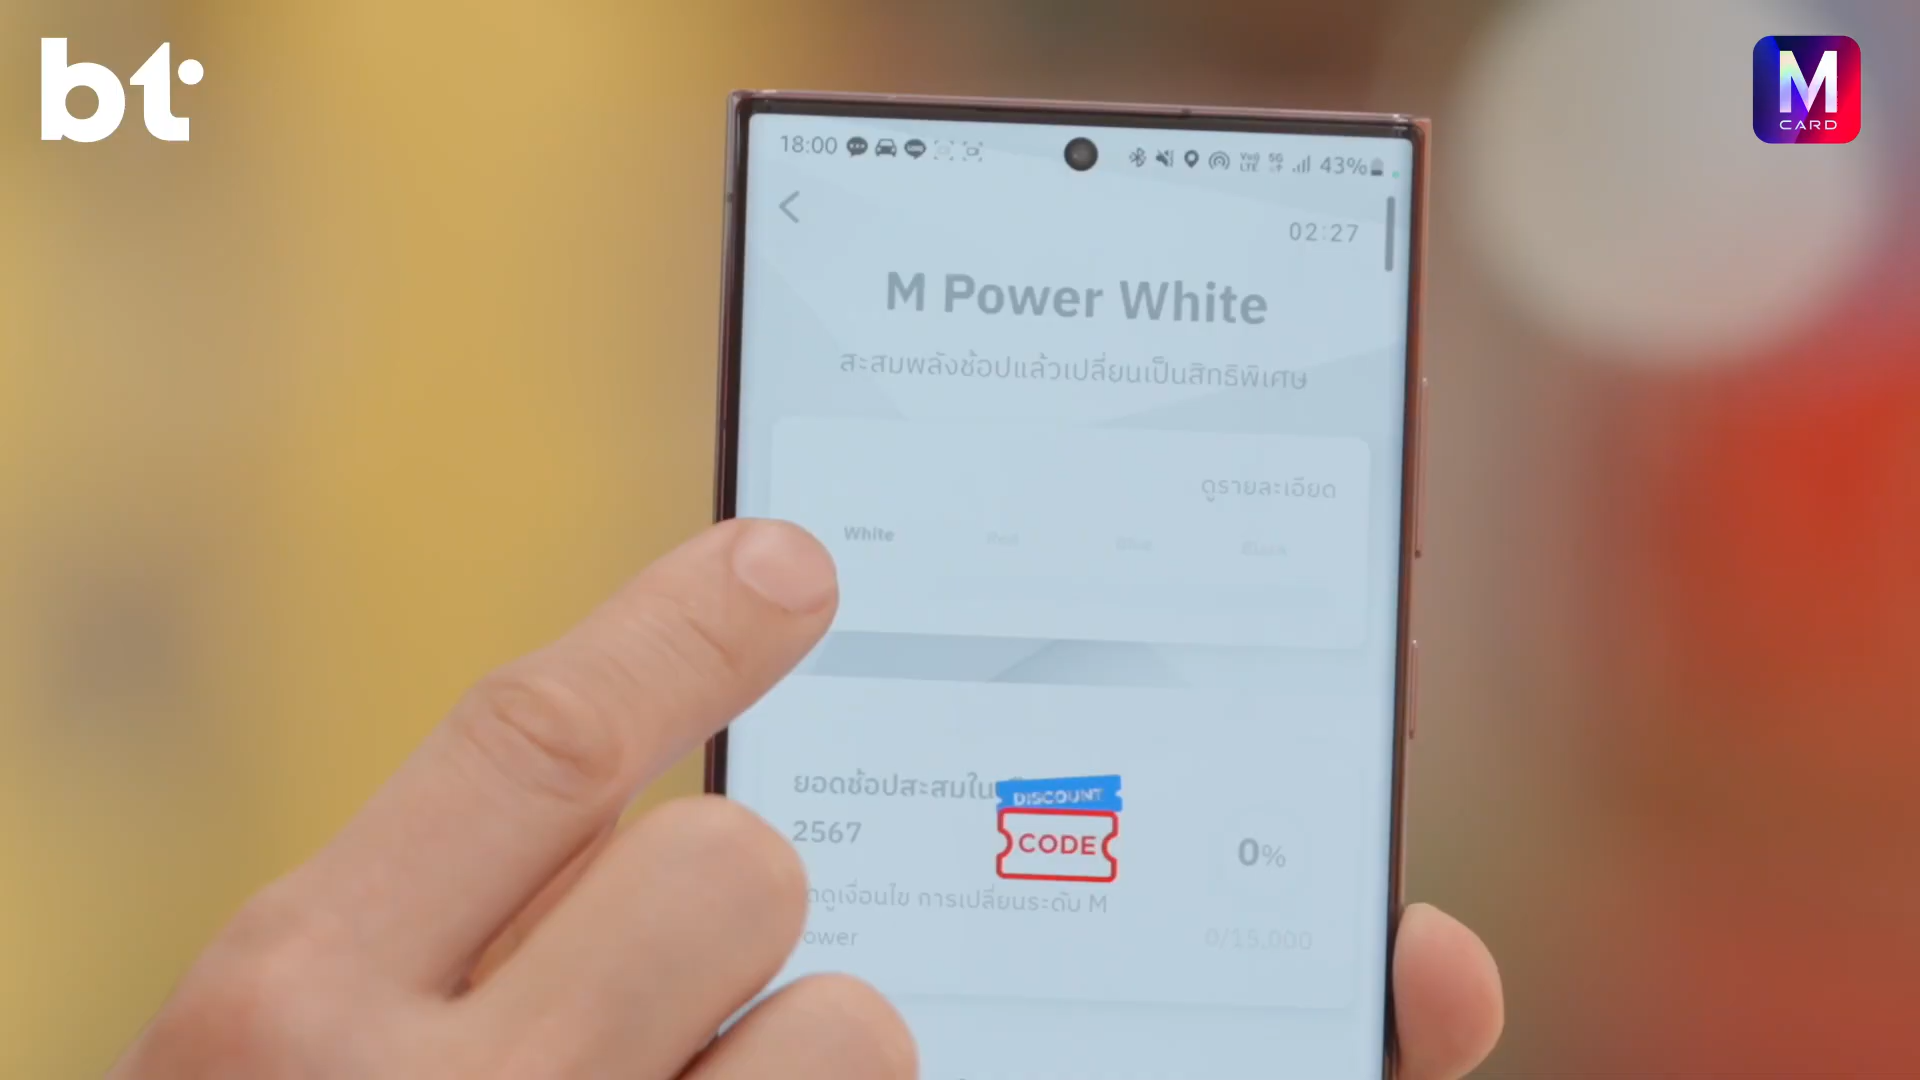 bt
M
CARD
18:00
43%
02:27
M Power White
สะสมพลังช้อปแล้วเปลี่ยนเป็นสิทธิพิเศษ
ดูรายละเอียด
White Red Blue Black
ยอดช้อปสะสมใน
2567
DISCOUNT
CODE
0%
ดูเงื่อนไข การเปลี่ยนระดับ M
ower
0/15,000